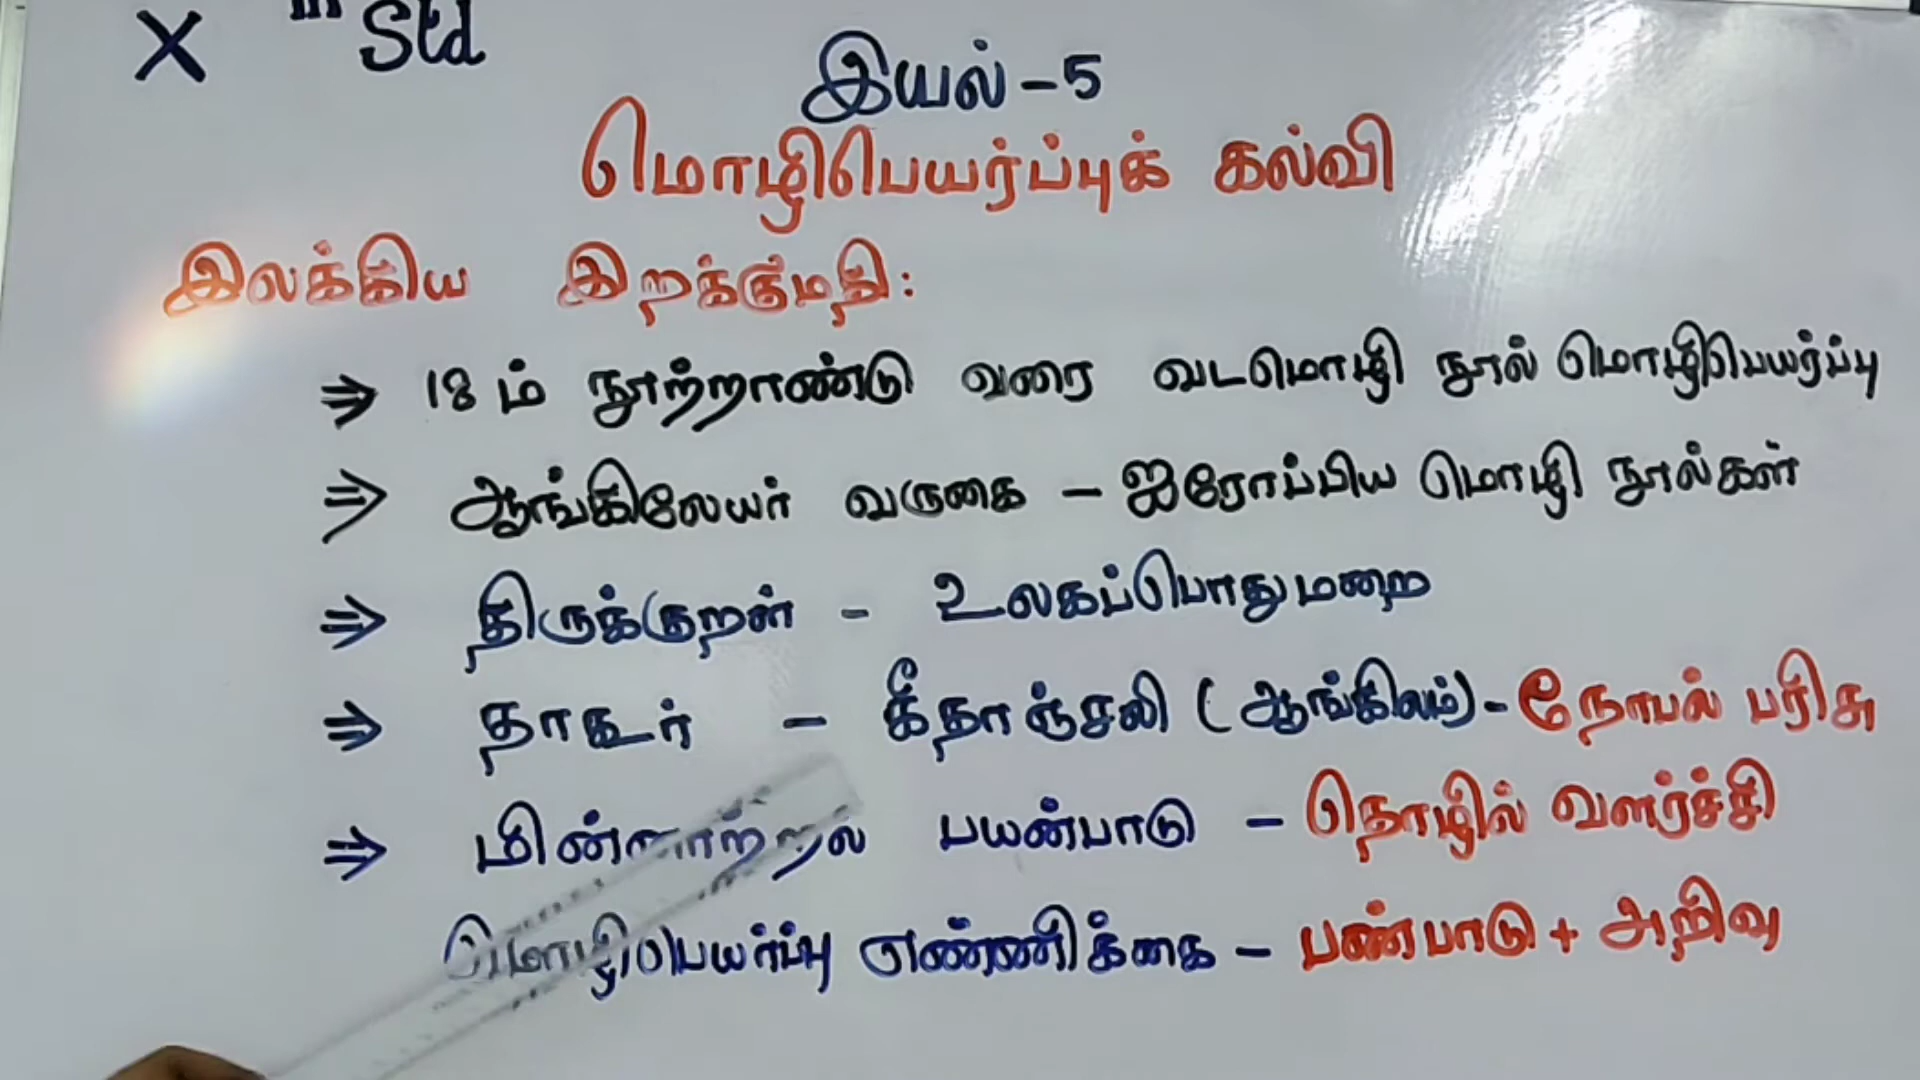 X th Std
இயல் - 5
மொழிபெயர்ப்புக் கல்வி
இலக்கிய இறக்குமதி:
⇒ 18 ம் நூற்றாண்டு வரை வடமொழி நூல் மொழிபெயர்ப்பு
⇒ ஆங்கிலேயர் வருகை - ஐரோப்பிய மொழி நூல்கள்
⇒ திருக்குறள் - உலகப்பொதுமறை
⇒ தாகூர் - கீதாஞ்சலி (ஆங்கிலம்) - நோபல் பரிசு
⇒ மின்னாற்றல் பயன்பாடு - தொழில் வளர்ச்சி
மொழிபெயர்ப்பு எண்ணிக்கை - பண்பாடு + அறிவு